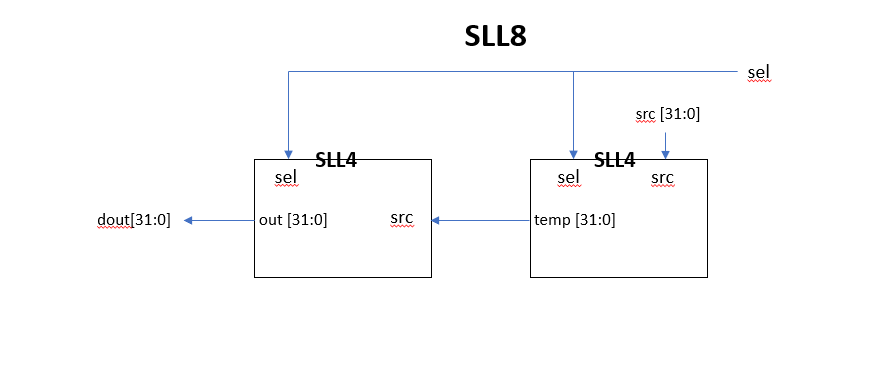 SLL8
sel
src [31:0]
SLL4
SLL4
sel
sel
src
dout[31:0]
out [31:0]
src
temp [31:0]